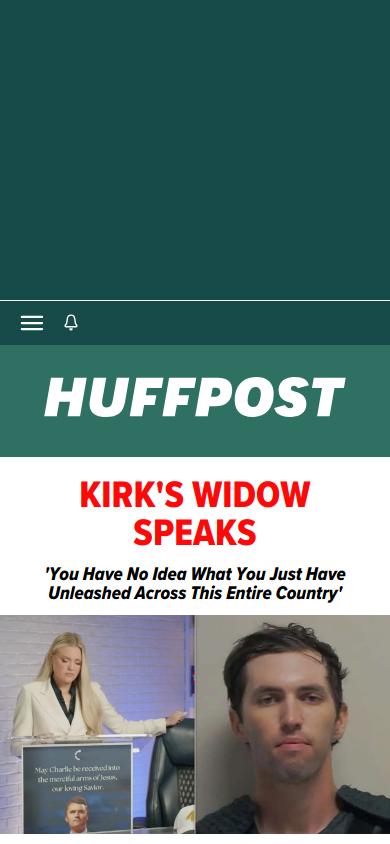 HUFFPOST
KIRK'S WIDOW
SPEAKS
'You Have No Idea What You Just Have
Unleashed Across This Entire Country'
May Charlie be received into
the merciful arms of Jesus,
our loving Savior.